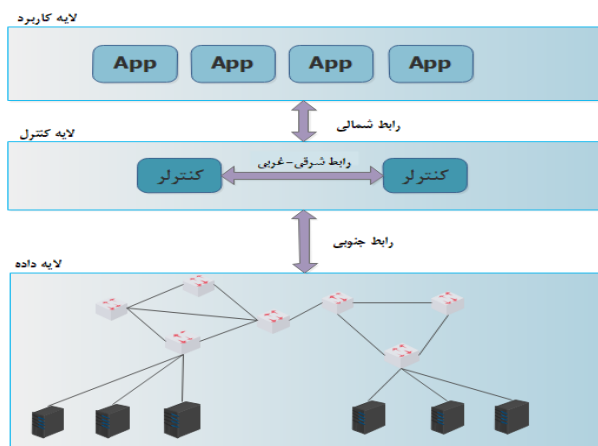 لایه کاربرد
App App App App
رابط شمالی
لایه کنترل
رابط شرقی-غربی
کنترلر کنترلر
رابط جنوبی
لایه داده